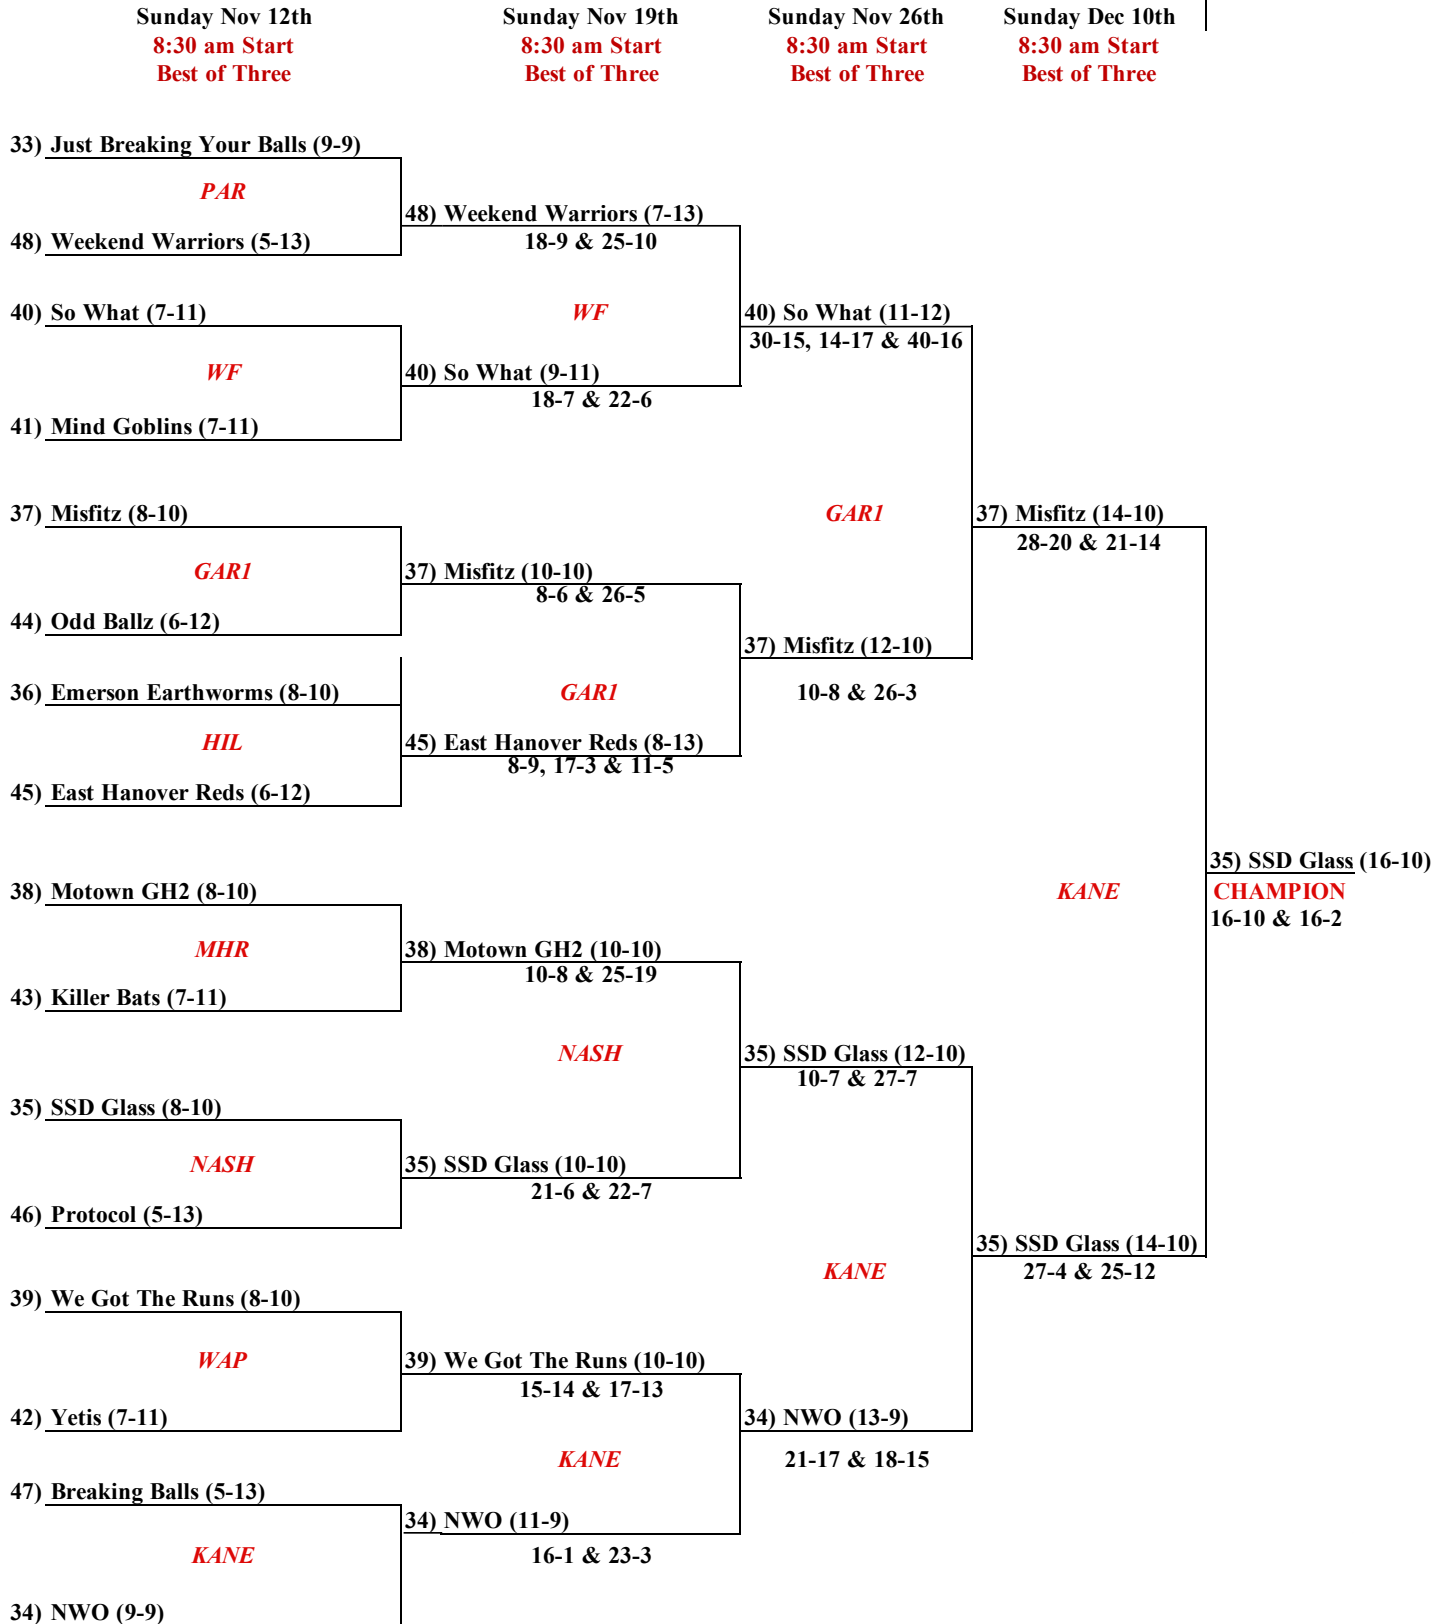 Sunday Nov 12th
8:30 am Start
Best of Three
Sunday Nov 19th
8:30 am Start
Best of Three
Sunday Nov 26th
8:30 am Start
Best of Three
Sunday Dec 10th
8:30 am Start
Best of Three
33) Just Breaking Your Balls (9-9)
PAR
48) Weekend Warriors (5-13)
40) So What (7-11)
WF
41) Mind Goblins (7-11)
37) Misfitz (8-10)
GAR1
44) Odd Ballz (6-12)
36) Emerson Earthworms (8-10)
HIL
45) East Hanover Reds (6-12)
38) Motown GH2 (8-10)
MHR
43) Killer Bats (7-11)
35) SSD Glass (8-10)
NASH
46) Protocol (5-13)
39) We Got The Runs (8-10)
WAP
42) Yetis (7-11)
47) Breaking Balls (5-13)
KANE
34) NWO (9-9)
48) Weekend Warriors (7-13)
18-9 & 25-10
WF
40) So What (9-11)
18-7 & 22-6
37) Misfitz (10-10)
8-6 & 26-5
GAR1
45) East Hanover Reds (8-13)
8-9, 17-3 & 11-5
38) Motown GH2 (10-10)
10-8 & 25-19
NASH
35) SSD Glass (10-10)
21-6 & 22-7
39) We Got The Runs (10-10)
15-14 & 17-13
KANE
34) NWO (11-9)
16-1 & 23-3
40) So What (11-12)
30-15, 14-17 & 40-16
GAR1
37) Misfitz (12-10)
10-8 & 26-3
35) SSD Glass (12-10)
10-7 & 27-7
KANE
34) NWO (13-9)
21-17 & 18-15
37) Misfitz (14-10)
28-20 & 21-14
KANE
35) SSD Glass (14-10)
27-4 & 25-12
35) SSD Glass (16-10)
CHAMPION
16-10 & 16-2